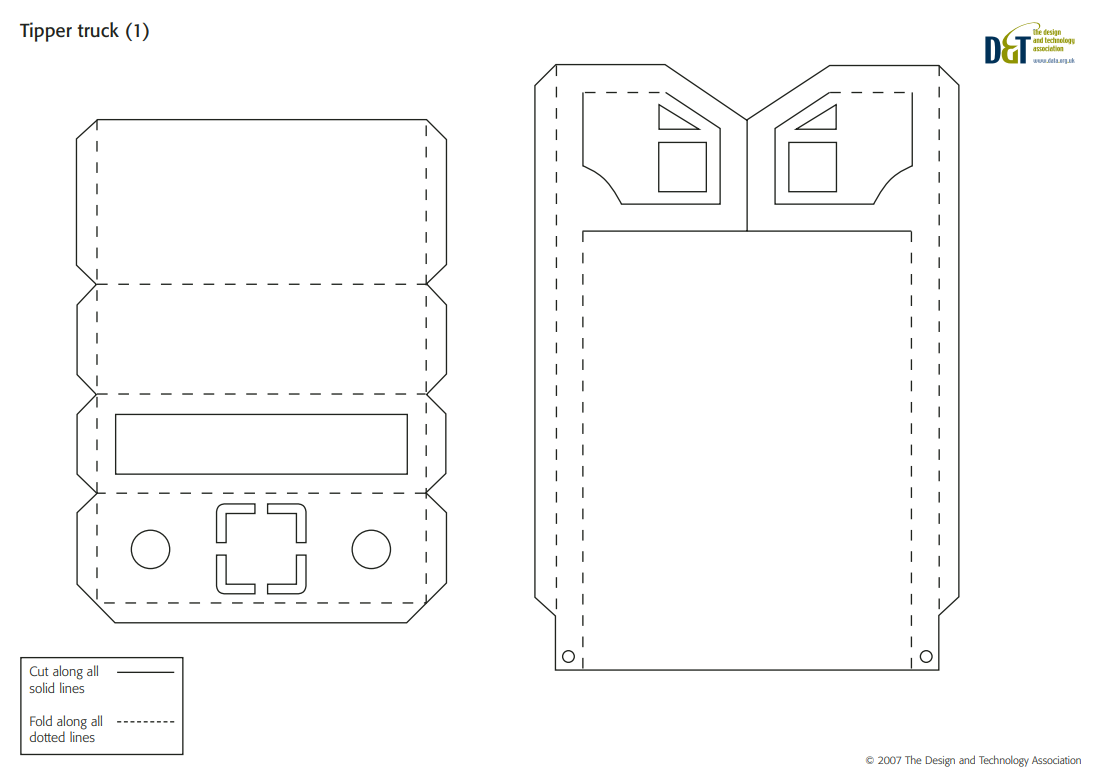 Tipper truck (1)
D&T
the design
and technology
association
www.data.org.uk
Cut along all
solid lines
Fold along all
dotted lines
© 2007 The Design and Technology Association